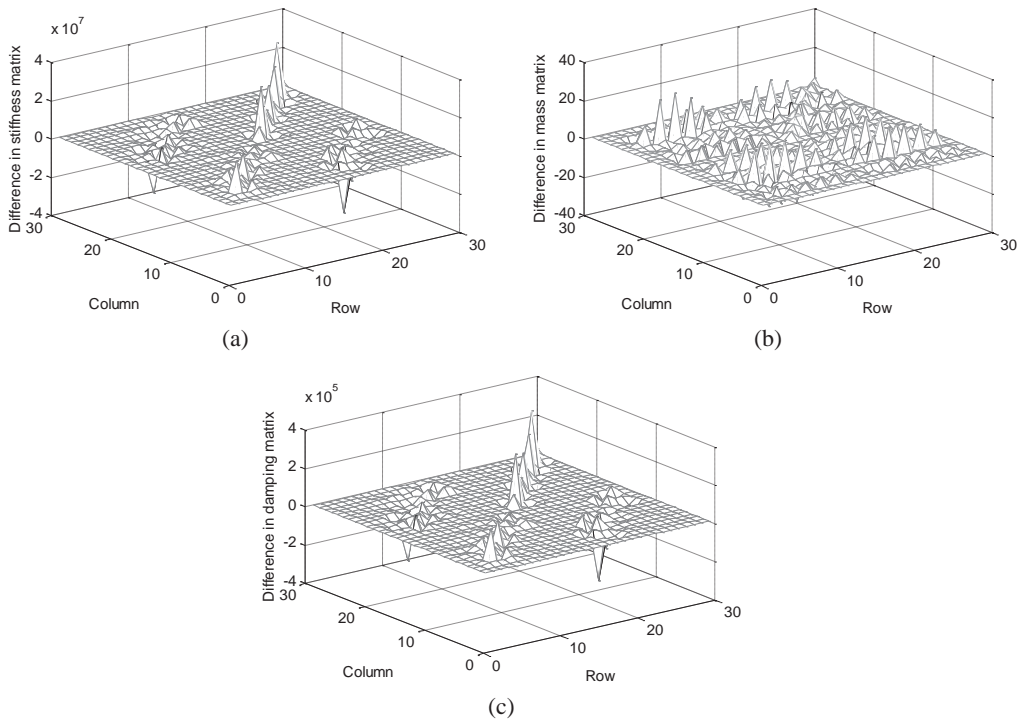 x 10^7
Difference in stiffness matrix
4
2
0
-2
-4
30
20
10
0
Column
0
10
20
30
Row
(a)
Difference in mass matrix
40
20
0
-20
-40
30
20
10
0
Column
0
10
20
30
Row
(b)
x 10^5
Difference in damping matrix
4
2
0
-2
-4
30
20
10
0
Column
0
10
20
30
Row
(c)